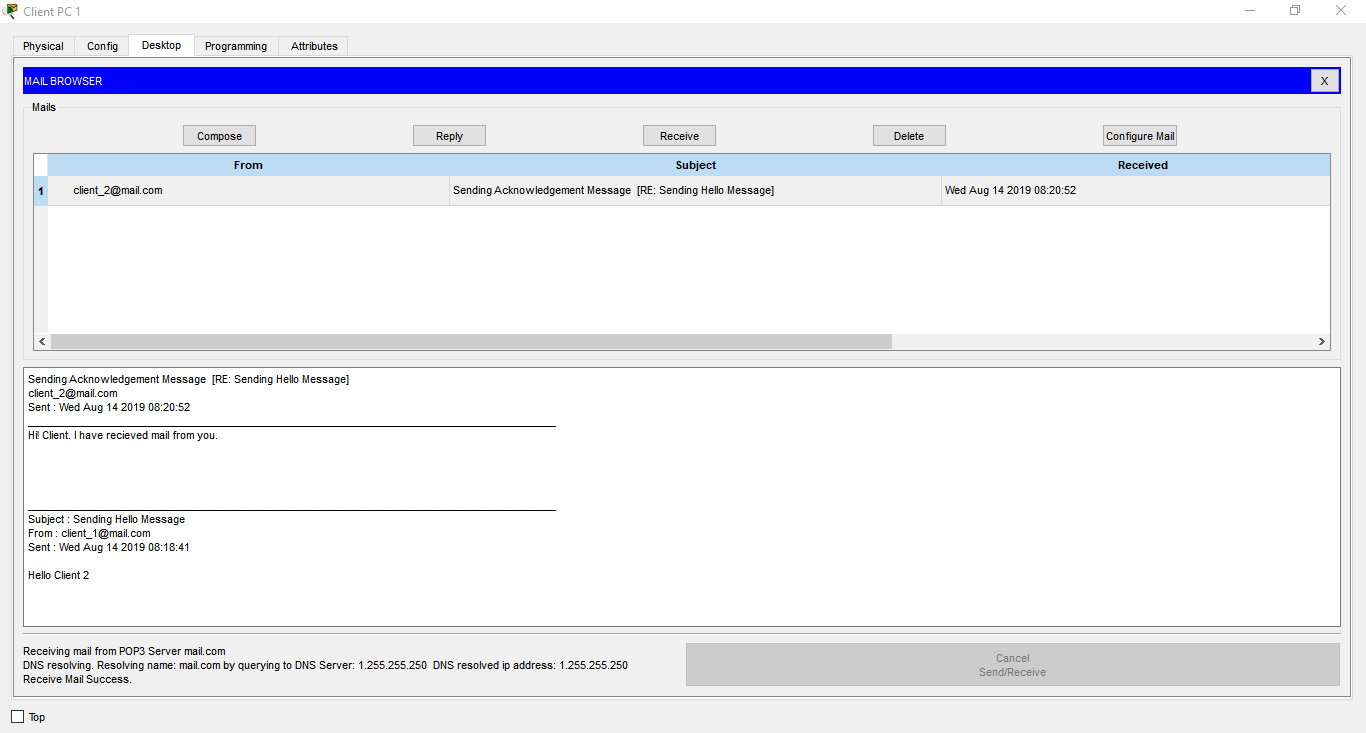 Client PC 1
Physical Config Desktop Programming Attributes
MAIL BROWSER X
Mails
Compose Reply Receive Delete Configure Mail
From Subject Received
1 client_2@mail.com Sending Acknowledgement Message [RE: Sending Hello Message] Wed Aug 14 2019 08:20:52
Sending Acknowledgement Message [RE: Sending Hello Message]
client_2@mail.com
Sent : Wed Aug 14 2019 08:20:52
Hi! Client. I have recieved mail from you.
Subject : Sending Hello Message
From : client_1@mail.com
Sent : Wed Aug 14 2019 08:18:41
Hello Client 2
Receiving mail from POP3 Server mail.com
DNS resolving. Resolving name: mail.com by querying to DNS Server: 1.255.255.250 DNS resolved ip address: 1.255.255.250
Receive Mail Success.
Cancel
Send/Receive
Top